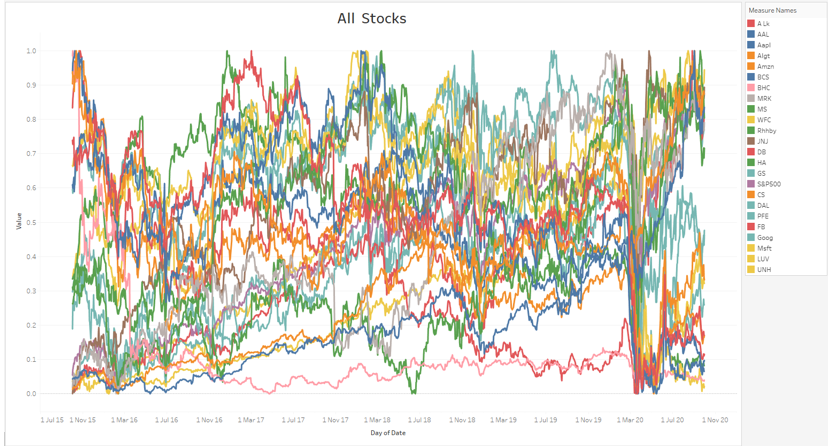 All Stocks
Measure Names
A Lk
AAL
Aapl
Algt
Amzn
BCS
BHC
MRK
MS
WFC
Rhhby
JNJ
DB
HA
GS
S&P500
CS
DAL
PFE
FB
Goog
Msft
LUV
UNH
1.0
0.9
0.8
0.7
0.6
0.5
0.4
0.3
0.2
0.1
0.0
Value
1 Jul 15 1 Nov 15 1 Mar 16 1 Jul 16 1 Nov 16 1 Mar 17 1 Jul 17 1 Nov 17 1 Mar 18 1 Jul 18 1 Nov 18 1 Mar 19 1 Jul 19 1 Nov 19 1 Mar 20 1 Jul 20 1 Nov 20
Day of Date